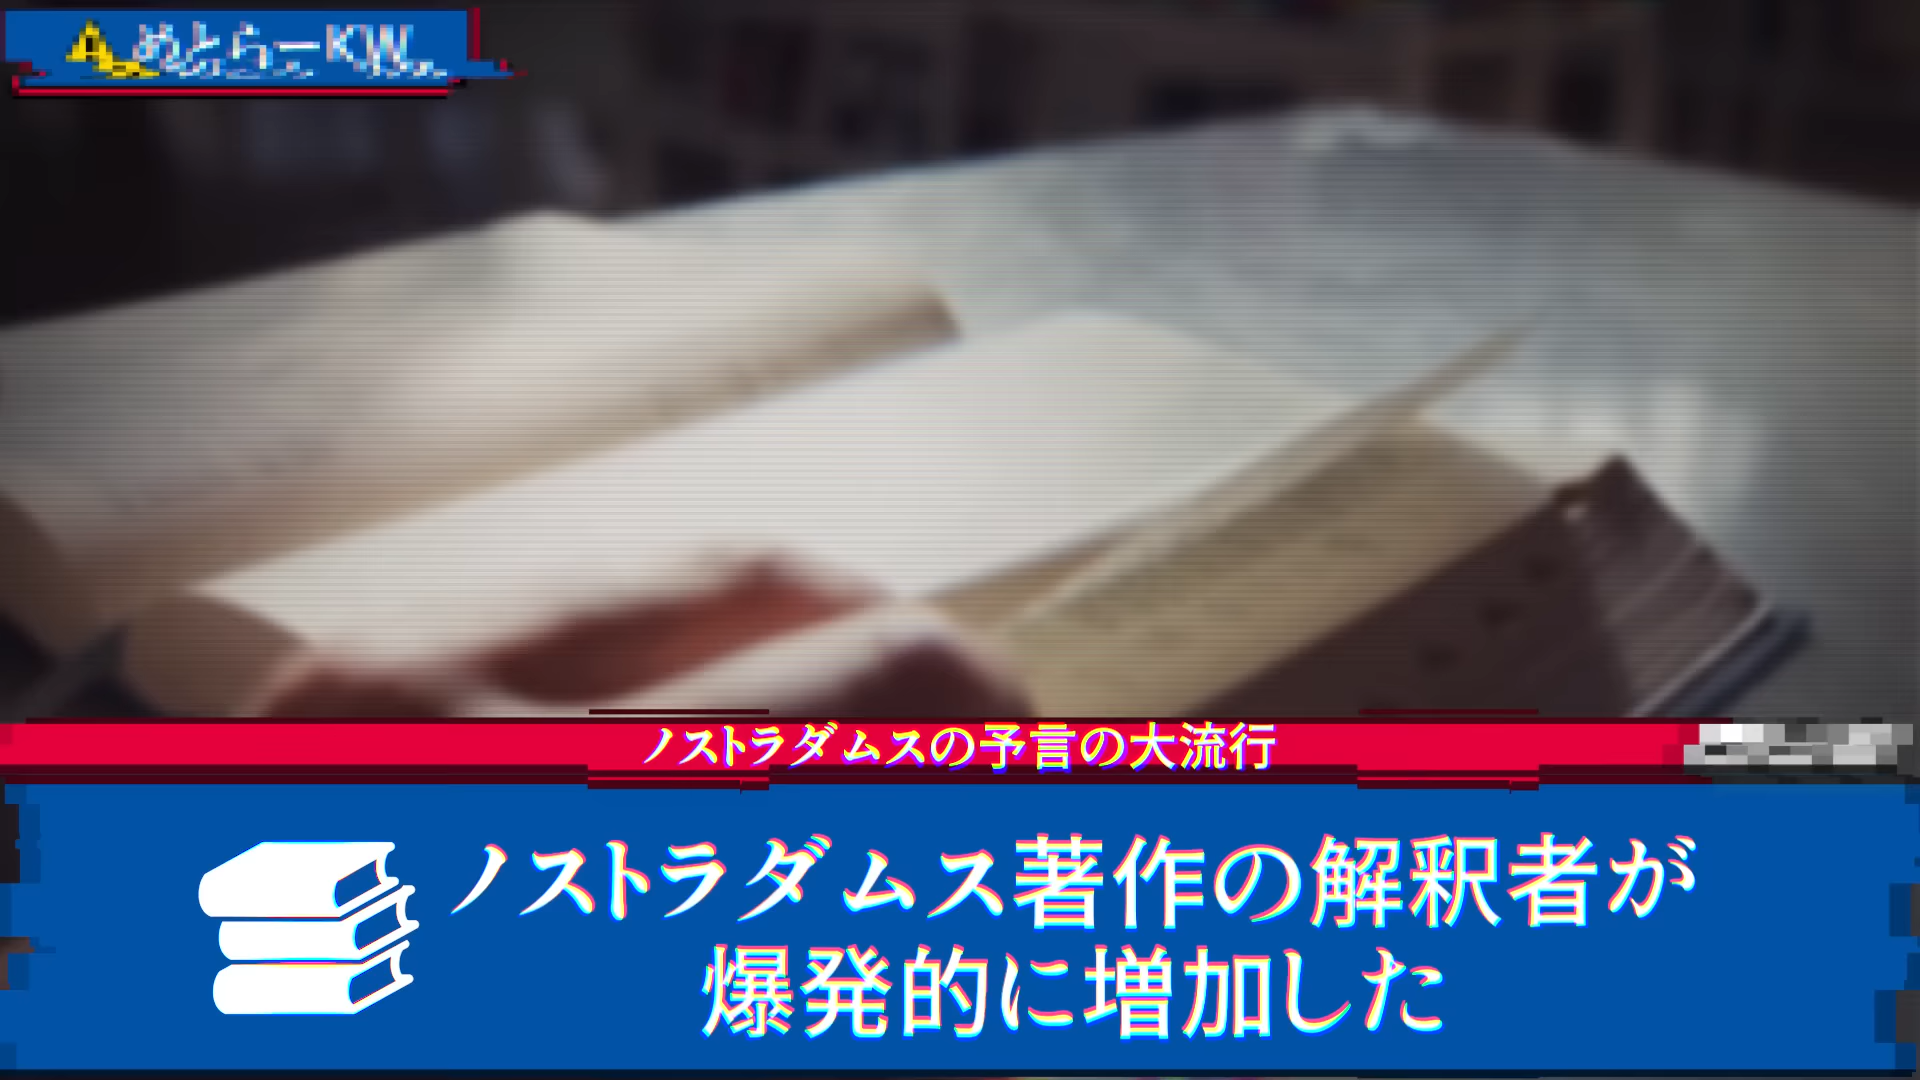 めとらーKW
ノストラダムスの予言の大流行
ノストラダムス著作の解釈者が
爆発的に増加した